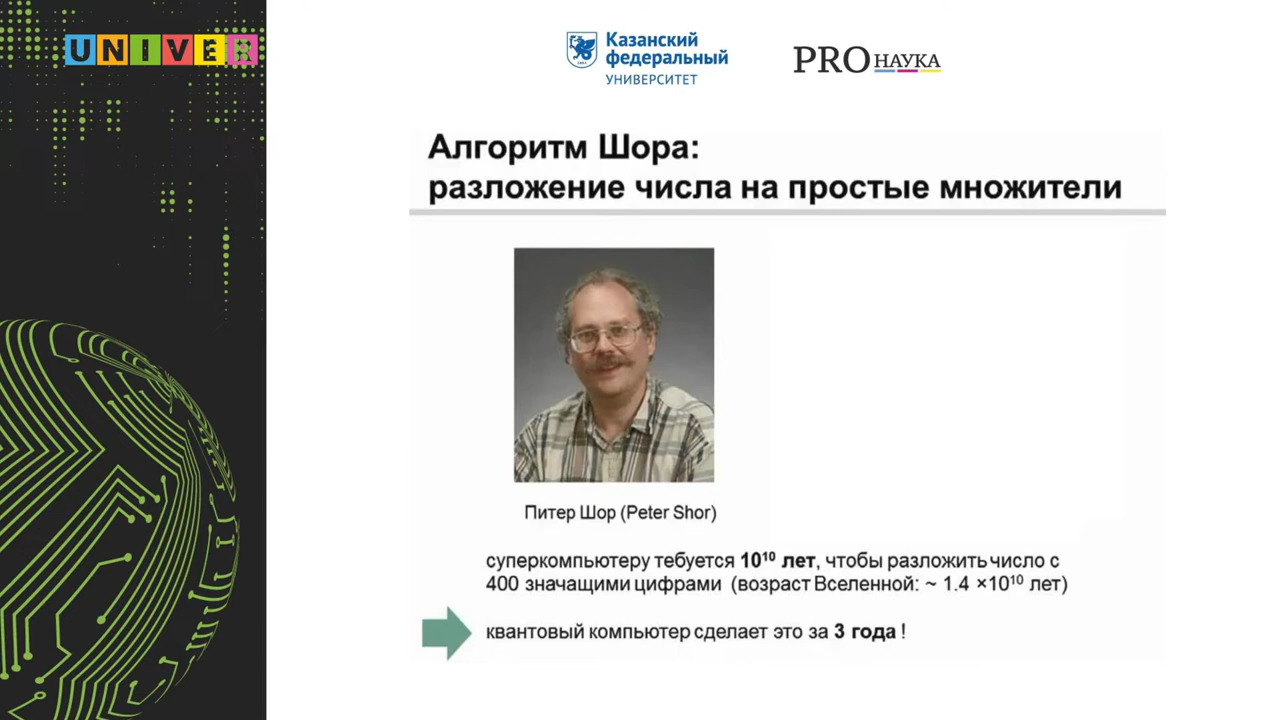 UNIVER
Казанский
федеральный
УНИВЕРСИТЕТ
PRO НАУКА
Алгоритм Шора:
разложение числа на простые множители
Питер Шор (Peter Shor)
суперкомпьютеру тебуется 10¹⁰ лет, чтобы разложить число с
400 значащими цифрами (возраст Вселенной: ~ 1.4 ×10¹⁰ лет)
квантовый компьютер сделает это за 3 года !